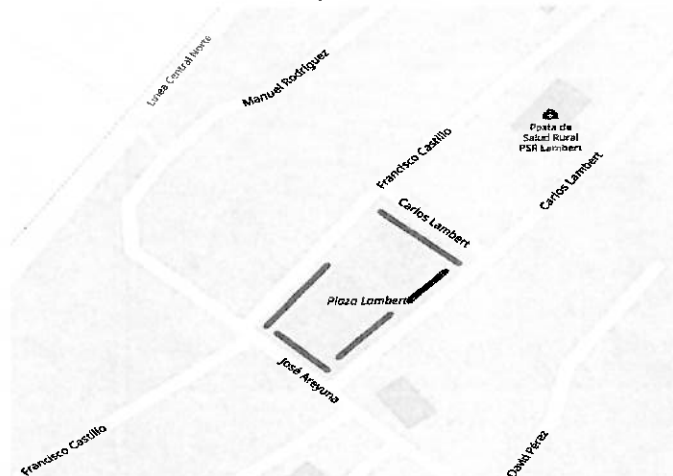 Línea Central Norte
Manuel Rodriguez
Francisco Castillo
Posta de
Salud Rural
PSR Lambert
Carlos Lambert
Carlos Lambert
Plaza Lambert
José Areyuna
Francisco Castillo
David Pérez